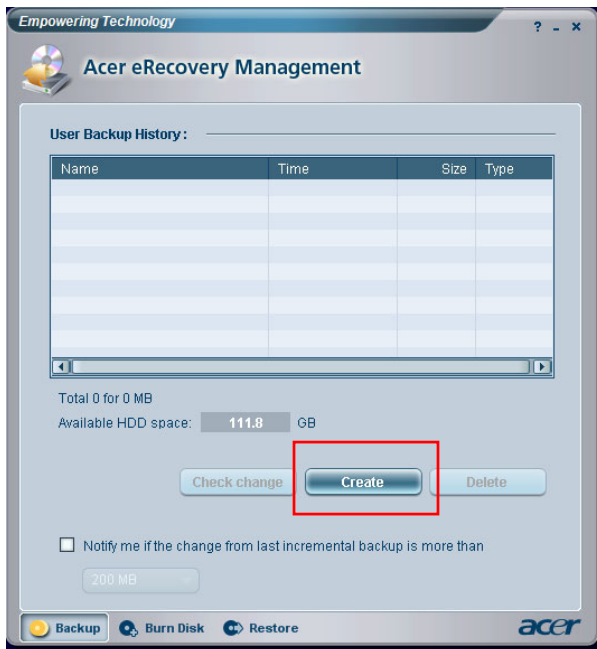 Empowering Technology
? - x
Acer eRecovery Management
User Backup History :
Name Time Size Type
Total 0 for 0 MB
Available HDD space: 111.8 GB
Check change Create Delete
Notify me if the change from last incremental backup is more than
200 MB
Backup Burn Disk Restore acer